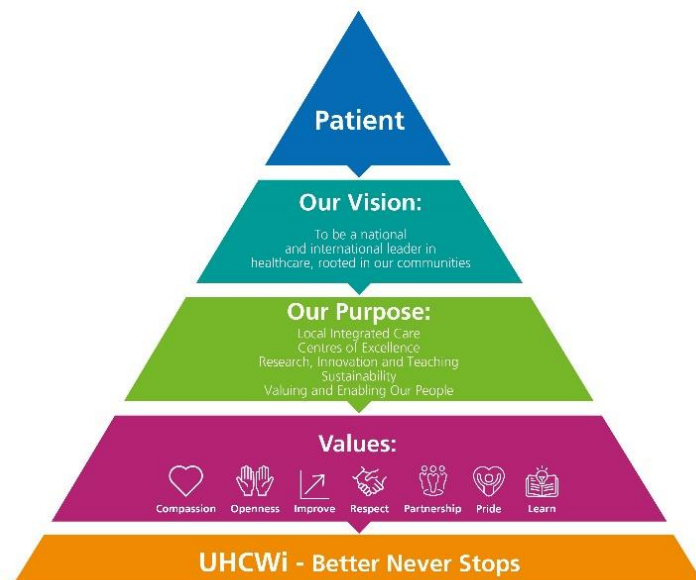 Patient
Our Vision:
To be a national
and international leader in
healthcare, rooted in our communities
Our Purpose:
Local Integrated Care
Centres of Excellence
Research, Innovation and Teaching
Sustainability
Valuing and Enabling Our People
Values:
Compassion Openness Improve Respect Partnership Pride Learn
UHCWi - Better Never Stops